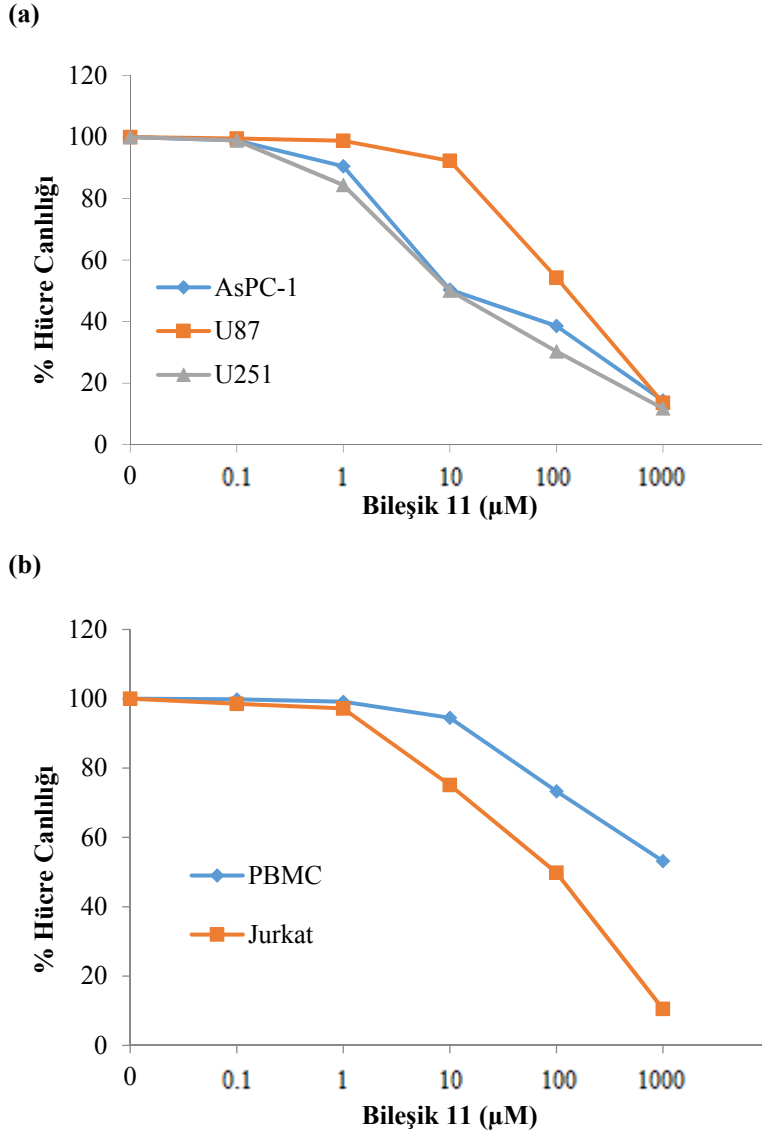 (a)
120
100
80
60
40
20
0
% Hücre Canlılığı
AsPC-1
U87
U251
0 0.1 1 10 100 1000
Bileşik 11 (µM)
(b)
120
100
80
60
40
20
0
% Hücre Canlılığı
PBMC
Jurkat
0 0.1 1 10 100 1000
Bileşik 11 (µM)